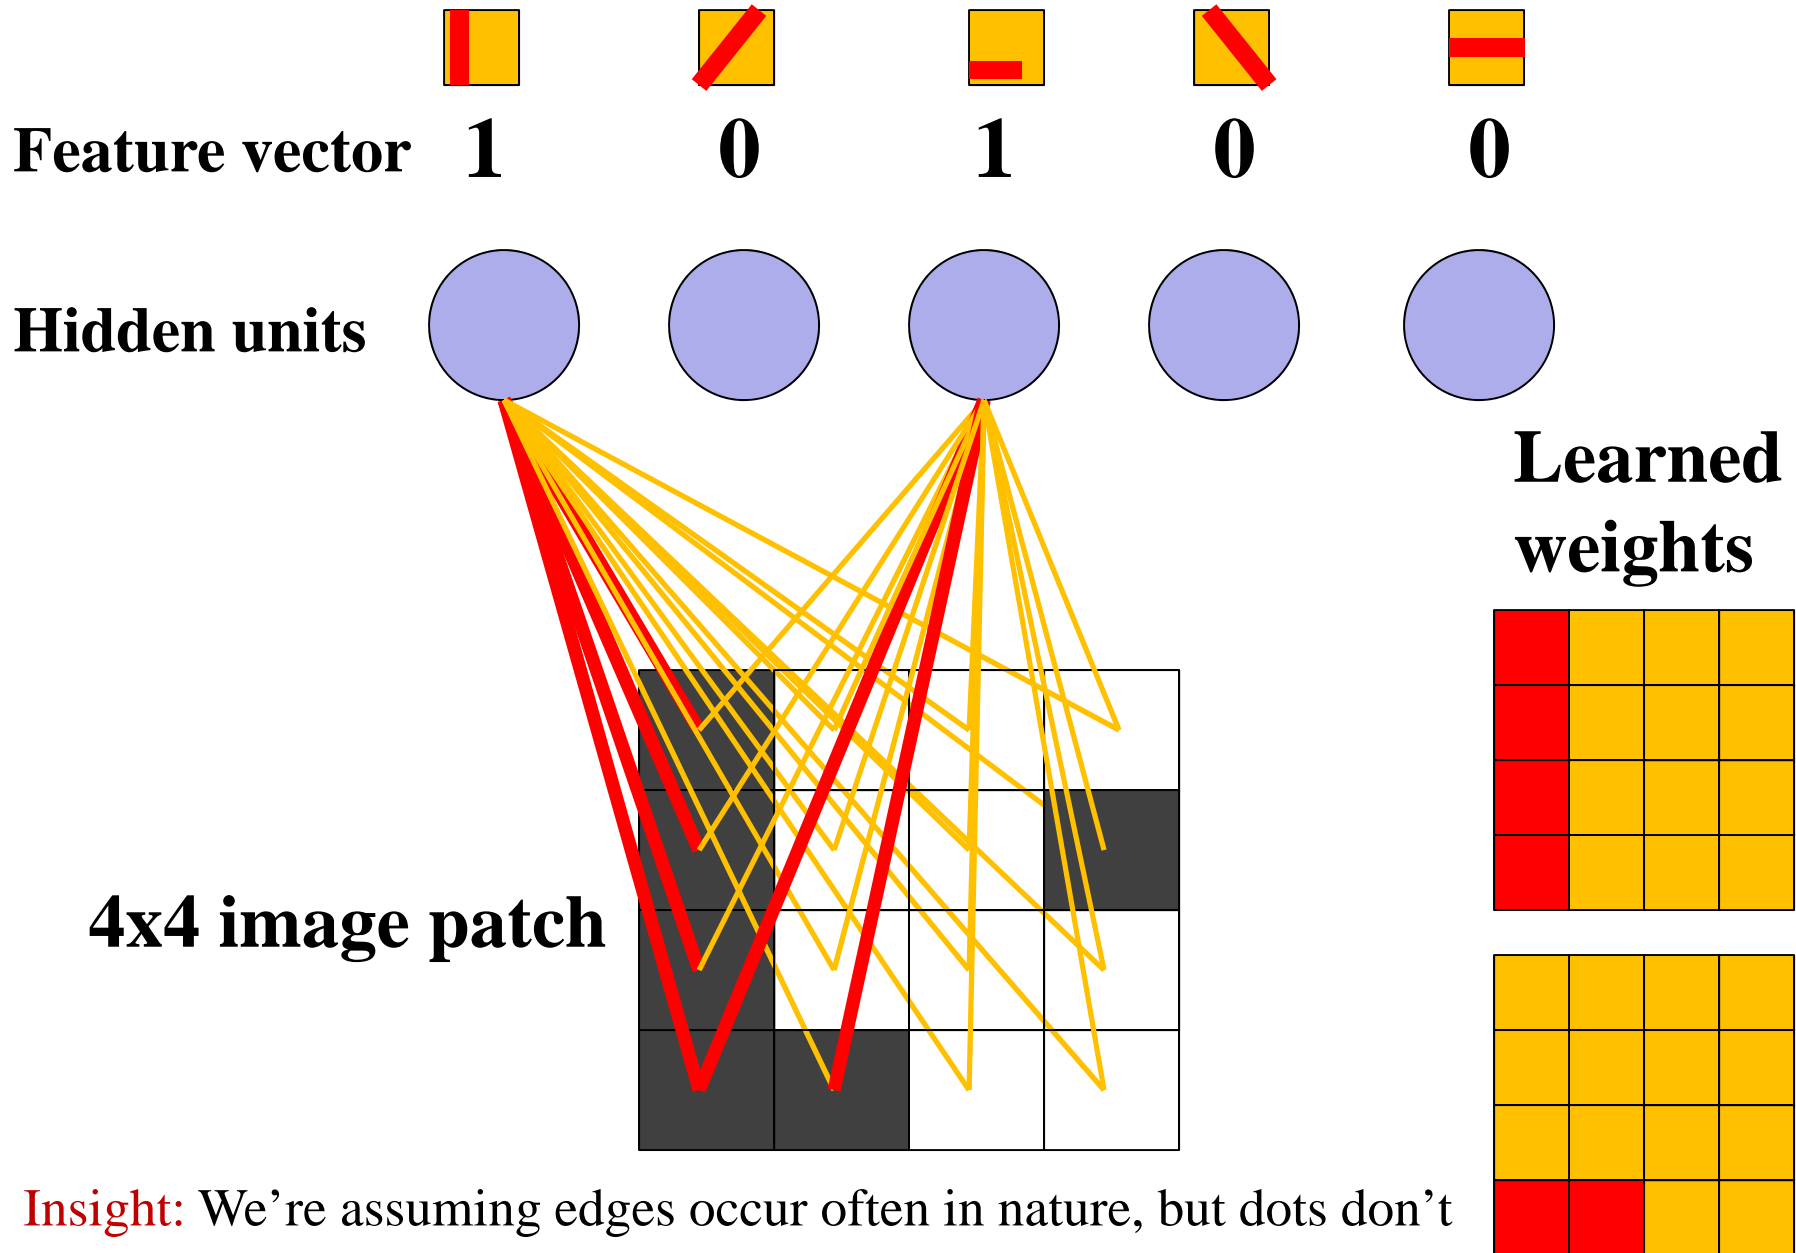 Feature vector 1 0 1 0 0
Hidden units
Learned
weights
4x4 image patch
Insight: We’re assuming edges occur often in nature, but dots don’t